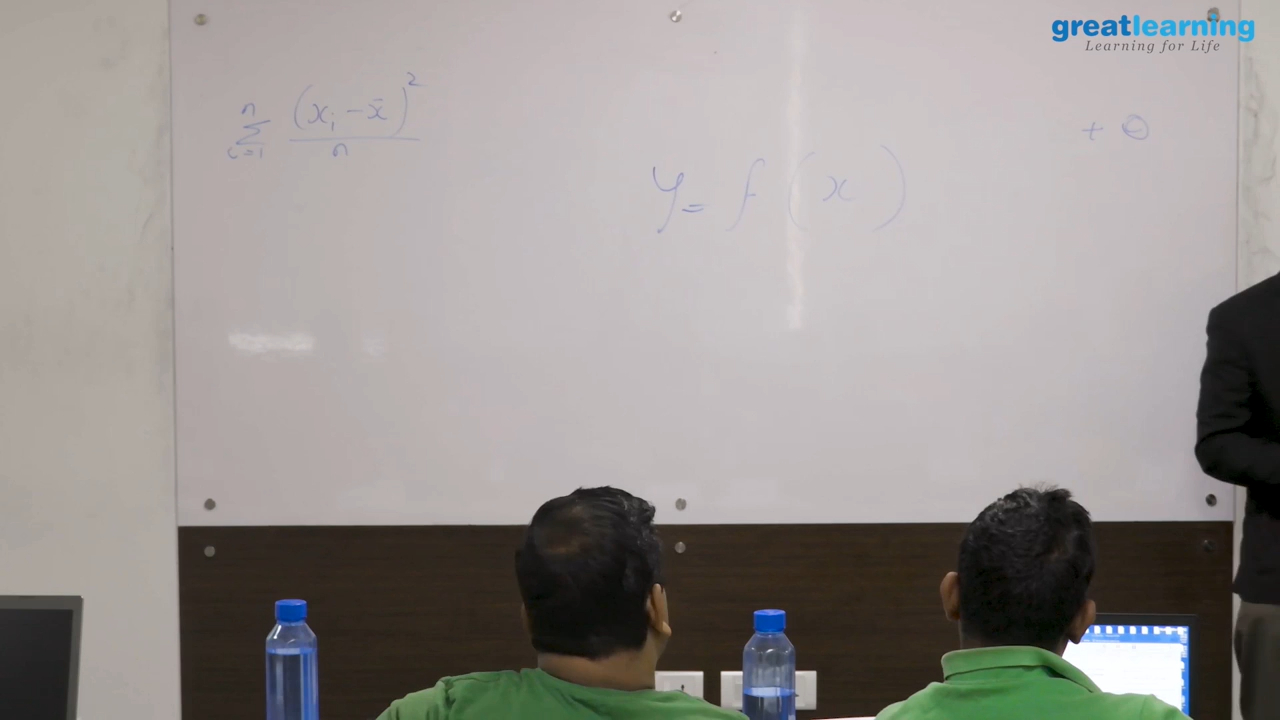 greatlearning
Learning for Life
n
Σ (xᵢ - x̄)²
i=1 n
y = f ( x )
+